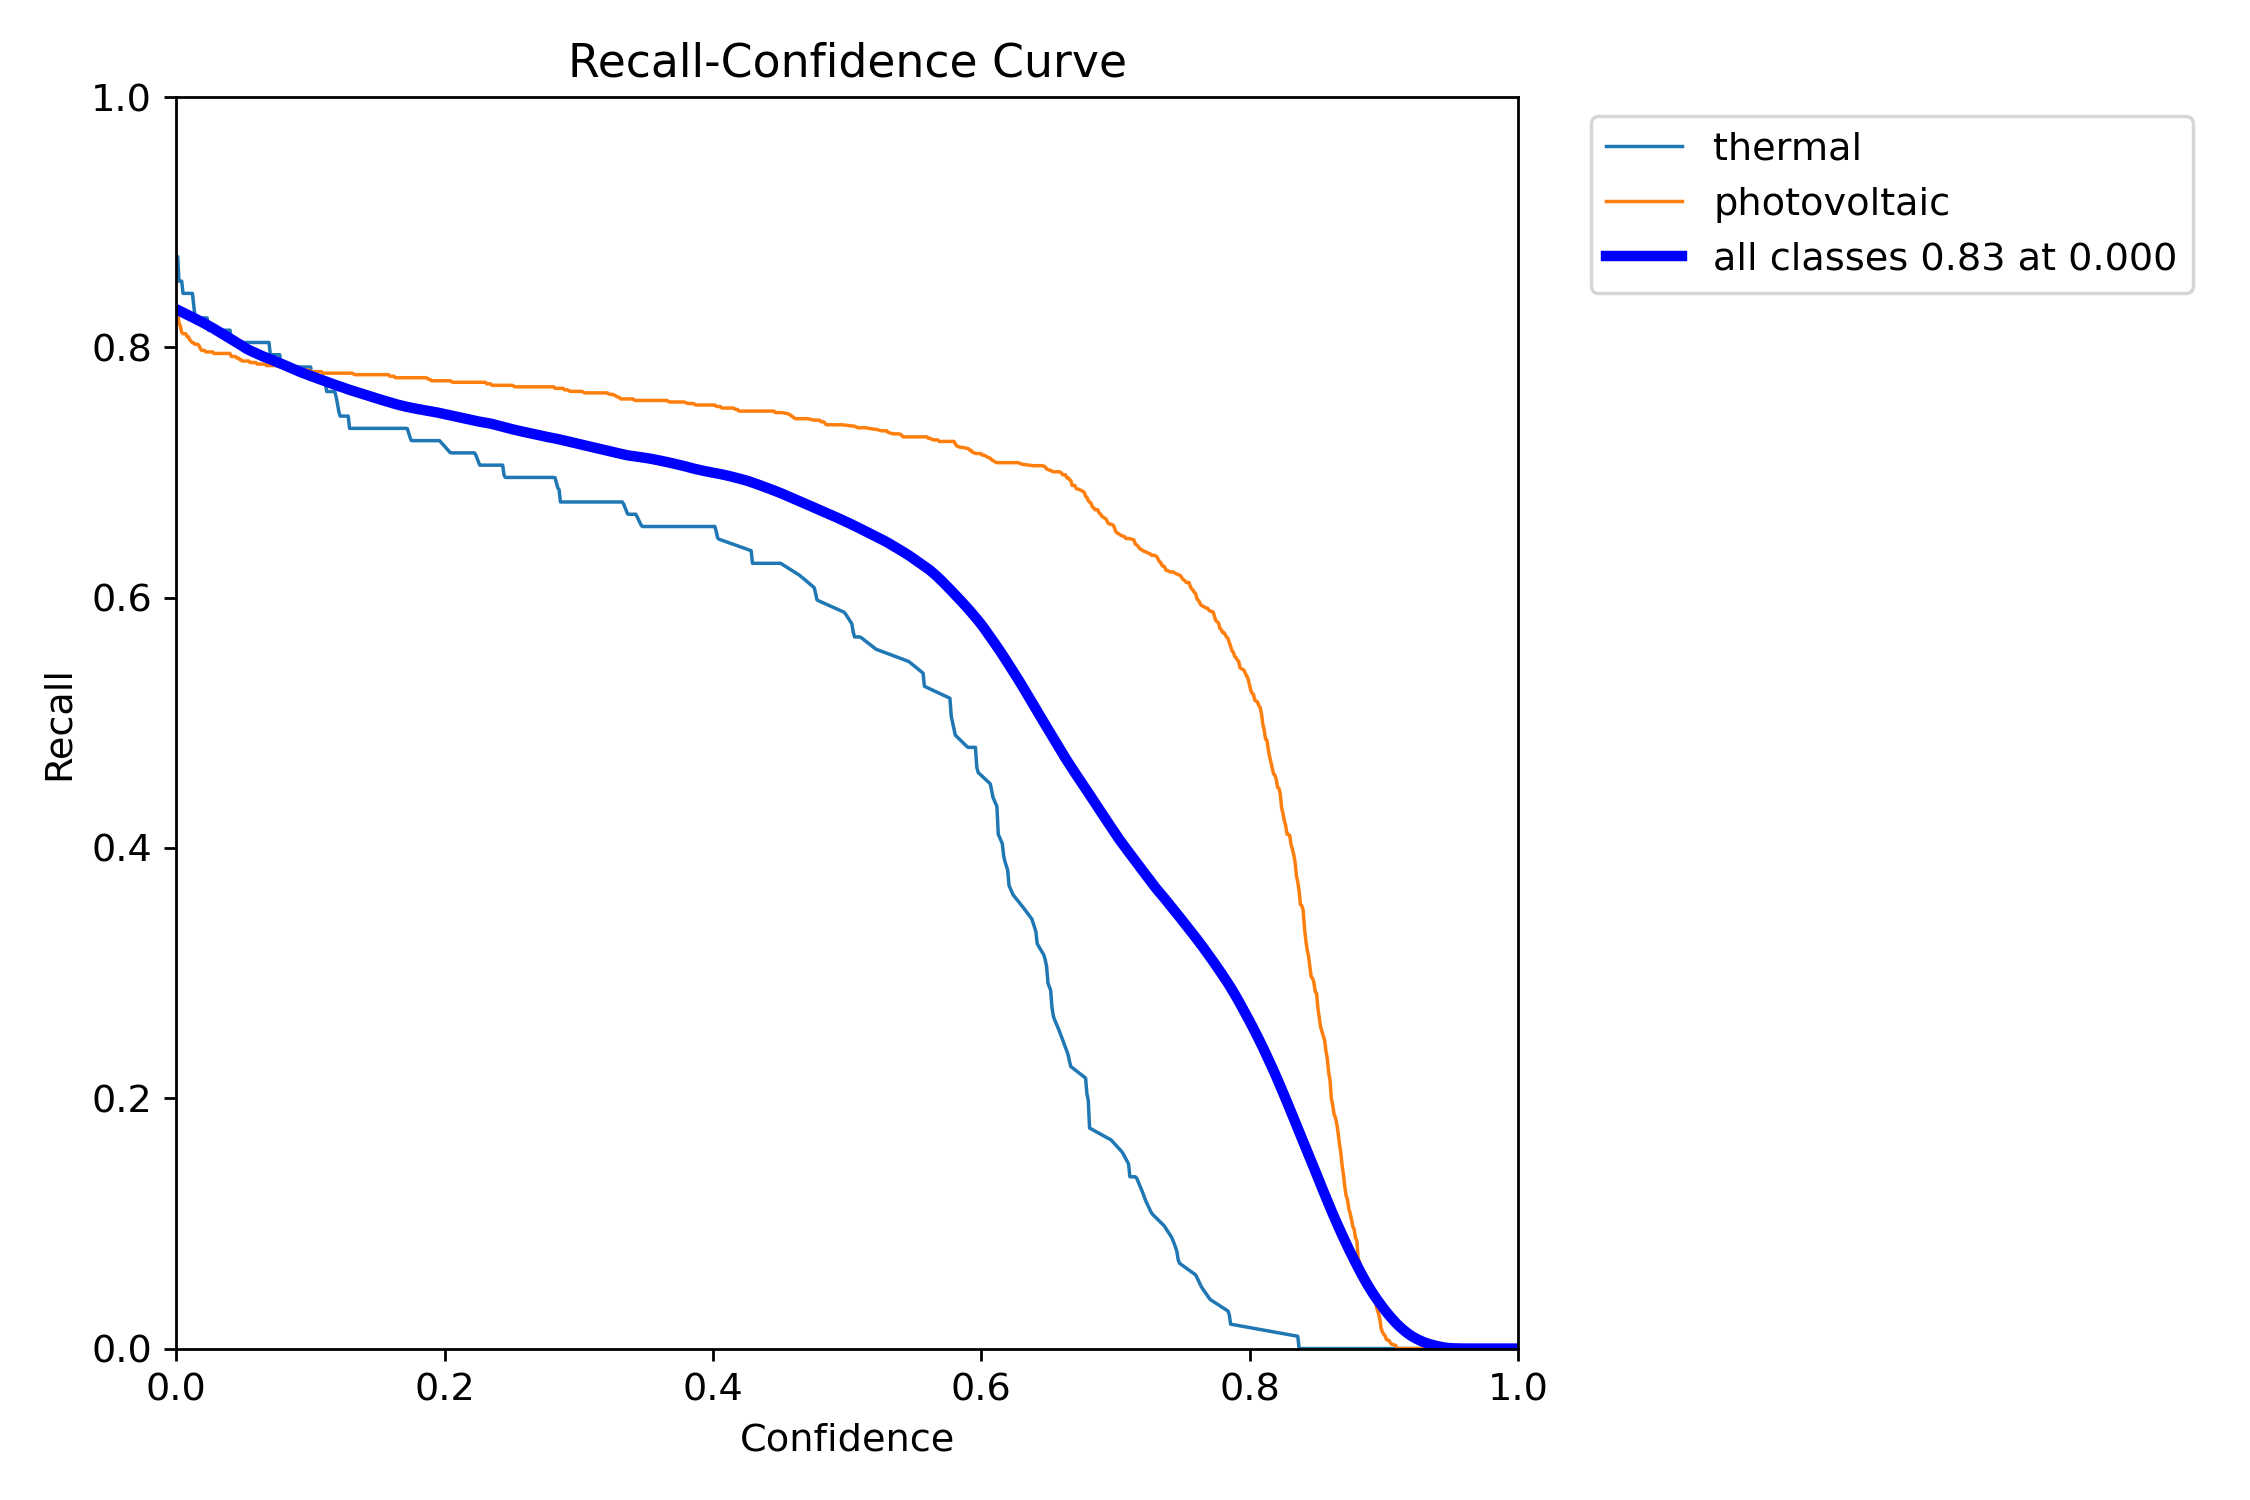 Recall-Confidence Curve
1.0
0.8
0.6
0.4
0.2
0.0
Recall
0.0 0.2 0.4 0.6 0.8 1.0
Confidence
thermal
photovoltaic
all classes 0.83 at 0.000